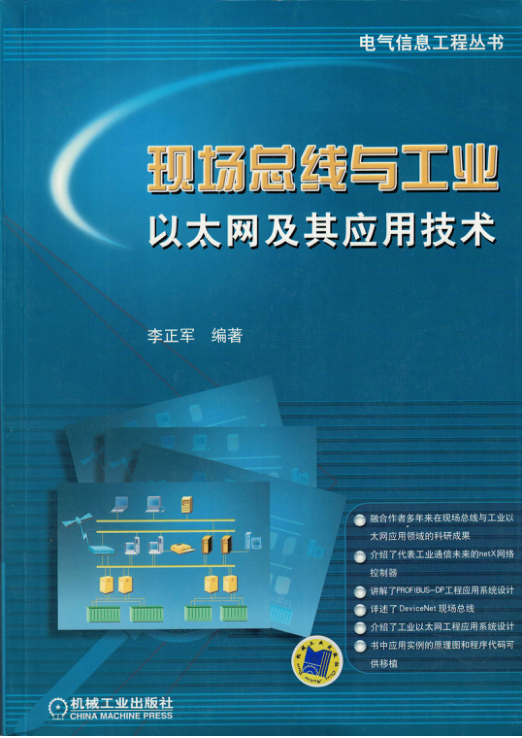 电气信息工程丛书
现场总线与工业
以太网及其应用技术
李正军 编著
融合作者多年来在现场总线与工业以
太网应用领域的科研成果
介绍了代表工业通信未来的netX网络
控制器
讲解了PROFIBUS-DP工程应用系统设计
详述了DeviceNet现场总线
介绍了工业以太网工程应用系统设计
书中应用实例的原理图和程序代码可
供移植
机械工业出版社
CHINA MACHINE PRESS